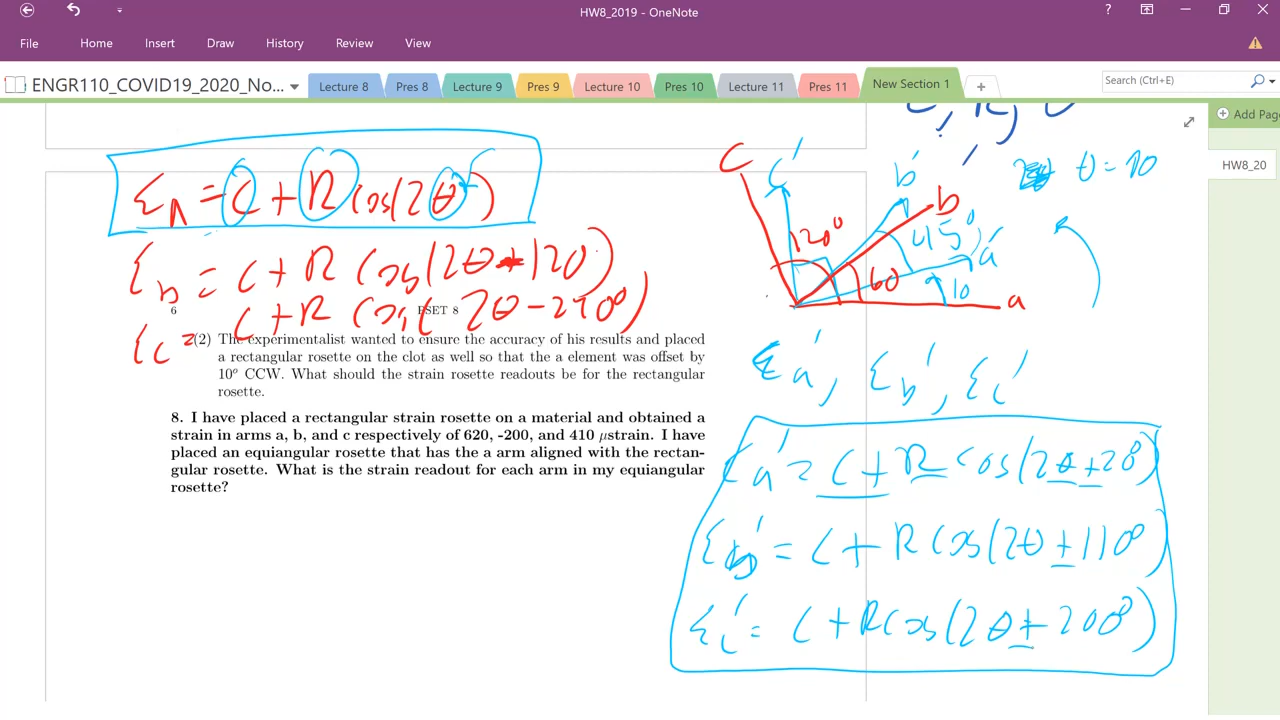 HW8_2019 - OneNote
File Home Insert Draw History Review View
ENGR110_COVID19_2020_No... Lecture 8 Pres 8 Lecture 9 Pres 9 Lecture 10 Pres 10 Lecture 11 Pres 11 New Section 1 + Search (Ctrl+E)
Add Page
HW8_20
εA = C + R cos(2θ)
εb = C + R cos(2θ - 120)
εc = C + R cos(2θ - 240°)
6 PSET 8
(2) The experimentalist wanted to ensure the accuracy of his results and placed
a rectangular rosette on the clot as well so that the a element was offset by
10° CCW. What should the strain rosette readouts be for the rectangular
rosette.
8. I have placed a rectangular strain rosette on a material and obtained a
strain in arms a, b, and c respectively of 620, -200, and 410 μstrain. I have
placed an equiangular rosette that has the a arm aligned with the rectan-
gular rosette. What is the strain readout for each arm in my equiangular
rosette?
C C' b' b θ = 10
120° 45° a'
60 10 a
εa', εb', εc'
εa' = C + R cos(2θ + 20°)
εb' = C + R cos(2θ + 110°)
εc' = C + R cos(2θ + 200°)